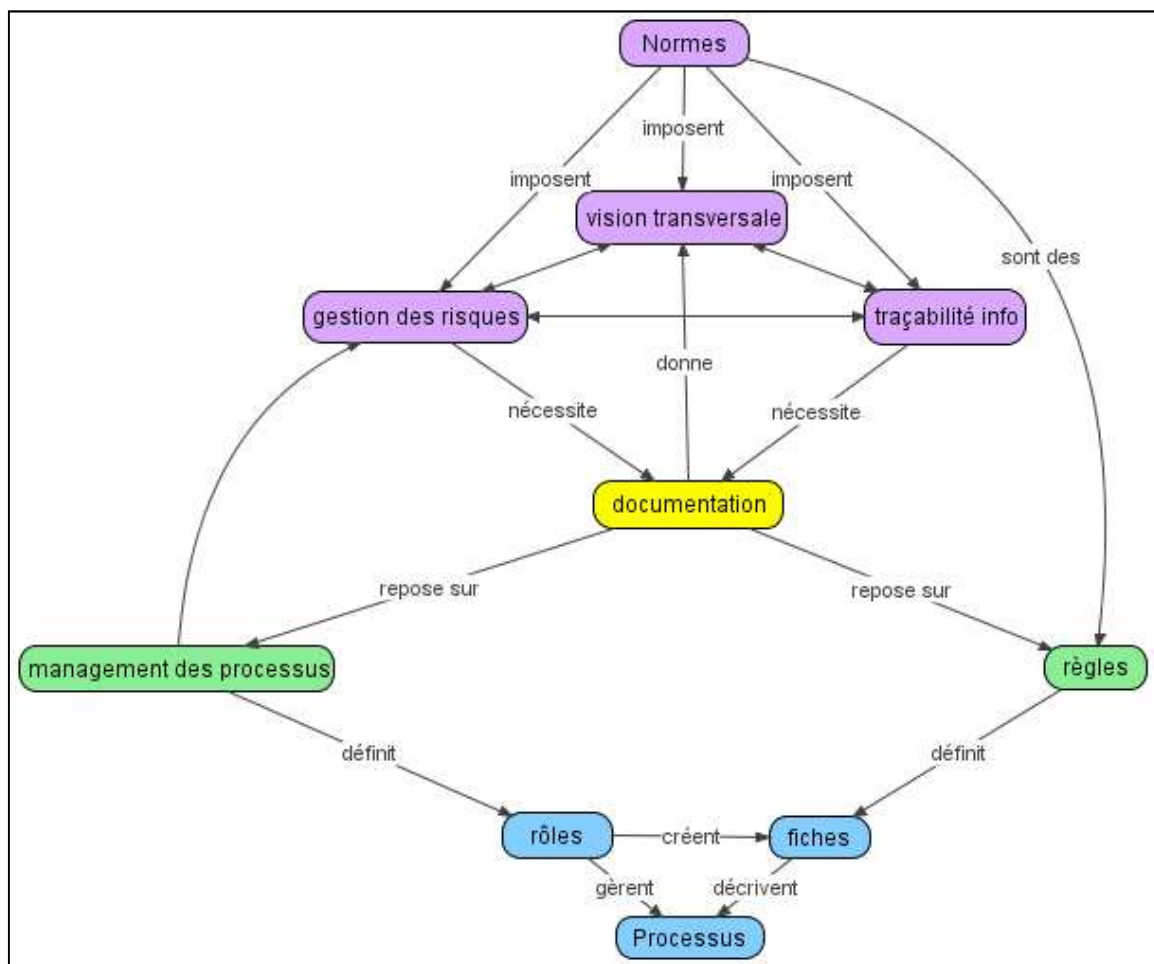 Normes
imposent
imposent
imposent
vision transversale
sont des
gestion des risques
traçabilité info
donne
nécessite
nécessite
documentation
repose sur
repose sur
management des processus
règles
définit
définit
rôles
créent
fiches
gèrent
décrivent
Processus